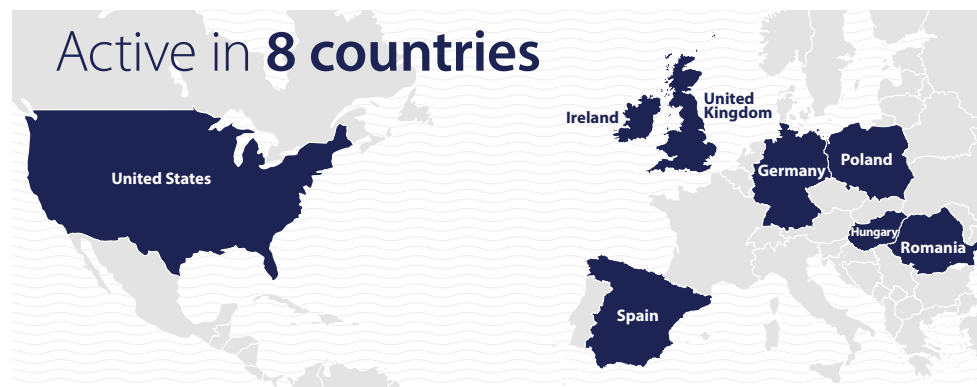 Active in 8 countries
United
Kingdom
Ireland
Poland
Germany
United States
Hungary
Romania
Spain